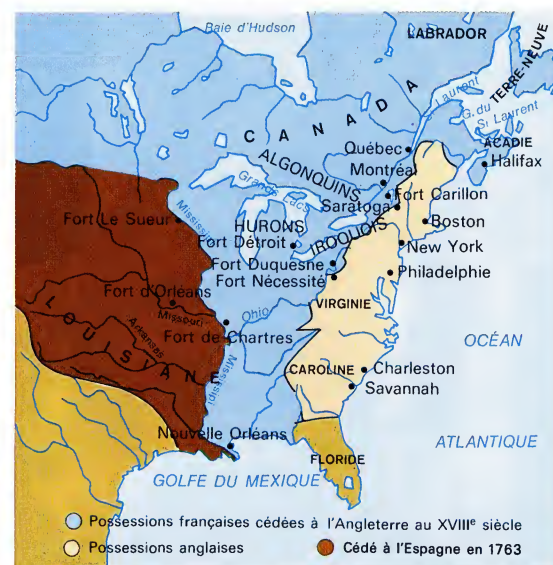 Baie d'Hudson
LABRADOR
TERRE-NEUVE
CANADA
Laurent
G. du
St Laurent
ACADIE
Halifax
Québec
ALGONQUINS
Montréal
Grands Lacs
Fort Carillon
Saratoga
Mississipi
Fort Le Sueur
HURONS
IROQUOIS
Boston
Fort Détroit
New York
Fort Duquesne
Philadelphie
Fort Nécessité
Fort d'Orléans
VIRGINIE
Missouri
Ohio
LOUISIANE
Arkansas
Fort de Chartres
OCÉAN
Mississipi
CAROLINE
Charleston
Savannah
Nouvelle Orléans
FLORIDE
ATLANTIQUE
GOLFE DU MEXIQUE
Possessions françaises cédées à l'Angleterre au XVIIIe siècle
Possessions anglaises
Cédé à l'Espagne en 1763